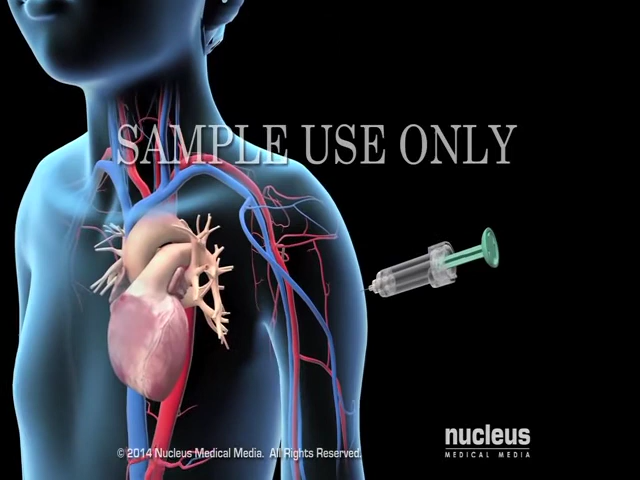 SAMPLE USE ONLY
nucleus
MEDICAL MEDIA
© 2014 Nucleus Medical Media. All Rights Reserved.